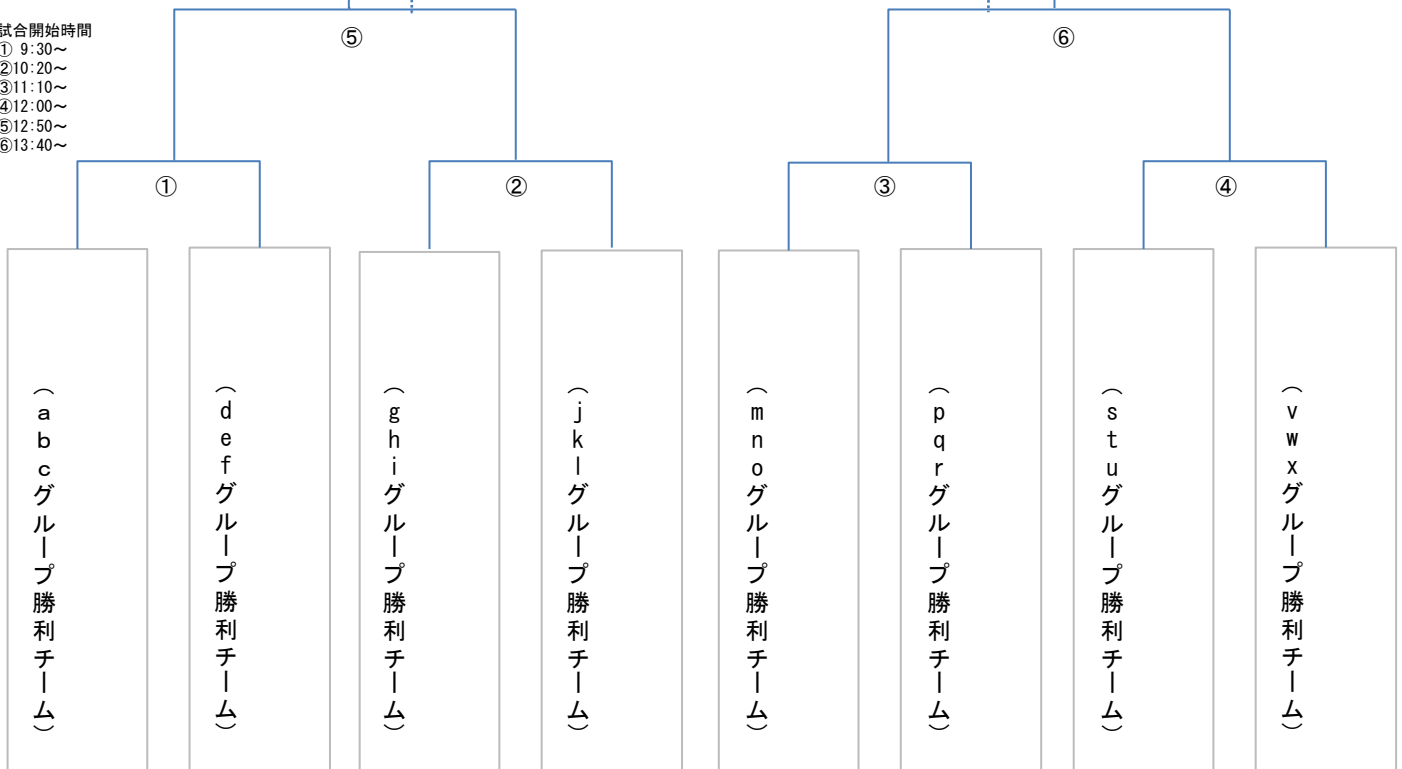 試合開始時間
① 9:30～
②10:20～
③11:10～
④12:00～
⑤12:50～
⑥13:40～
⑤
⑥
①
②
③
④
（abcグループ勝利チーム）
（defグループ勝利チーム）
（ghiグループ勝利チーム）
（jklグループ勝利チーム）
（mnoグループ勝利チーム）
（pqrグループ勝利チーム）
（stuグループ勝利チーム）
（vwxグループ勝利チーム）